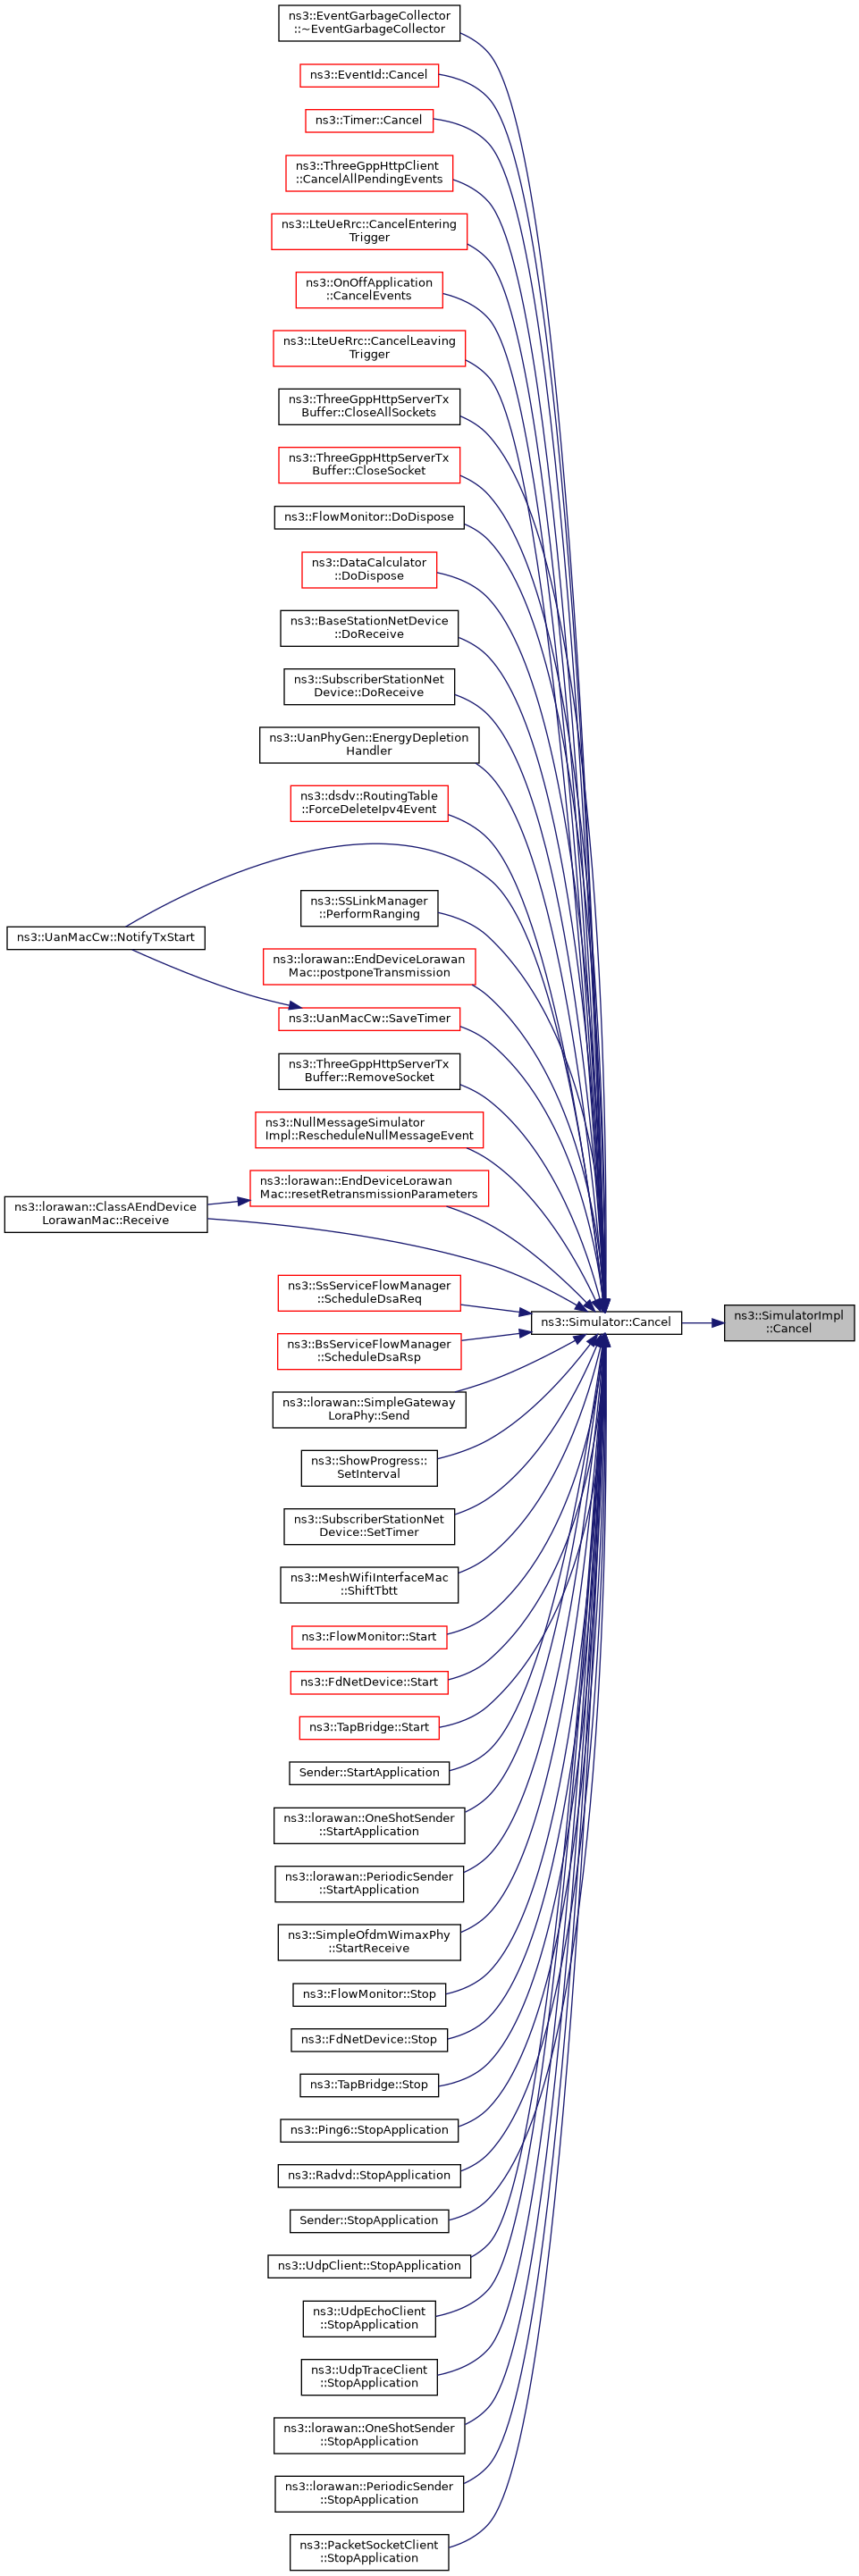 ns3::EventGarbageCollector
::~EventGarbageCollector
ns3::EventId::Cancel
ns3::Timer::Cancel
ns3::ThreeGppHttpClient
::CancelAllPendingEvents
ns3::LteUeRrc::CancelEntering
Trigger
ns3::OnOffApplication
::CancelEvents
ns3::LteUeRrc::CancelLeaving
Trigger
ns3::ThreeGppHttpServerTx
Buffer::CloseAllSockets
ns3::ThreeGppHttpServerTx
Buffer::CloseSocket
ns3::FlowMonitor::DoDispose
ns3::DataCalculator
::DoDispose
ns3::BaseStationNetDevice
::DoReceive
ns3::SubscriberStationNet
Device::DoReceive
ns3::UanPhyGen::EnergyDepletion
Handler
ns3::dsdv::RoutingTable
::ForceDeleteIpv4Event
ns3::SSLinkManager
::PerformRanging
ns3::UanMacCw::NotifyTxStart
ns3::lorawan::EndDeviceLorawan
Mac::postponeTransmission
ns3::UanMacCw::SaveTimer
ns3::ThreeGppHttpServerTx
Buffer::RemoveSocket
ns3::NullMessageSimulator
Impl::RescheduleNullMessageEvent
ns3::lorawan::EndDeviceLorawan
Mac::resetRetransmissionParameters
ns3::lorawan::ClassAEndDevice
LorawanMac::Receive
ns3::SsServiceFlowManager
::ScheduleDsaReq
ns3::Simulator::Cancel
ns3::SimulatorImpl
::Cancel
ns3::BsServiceFlowManager
::ScheduleDsaRsp
ns3::lorawan::SimpleGateway
LoraPhy::Send
ns3::ShowProgress::
SetInterval
ns3::SubscriberStationNet
Device::SetTimer
ns3::MeshWifiInterfaceMac
::ShiftTbtt
ns3::FlowMonitor::Start
ns3::FdNetDevice::Start
ns3::TapBridge::Start
Sender::StartApplication
ns3::lorawan::OneShotSender
::StartApplication
ns3::lorawan::PeriodicSender
::StartApplication
ns3::SimpleOfdmWimaxPhy
::StartReceive
ns3::FlowMonitor::Stop
ns3::FdNetDevice::Stop
ns3::TapBridge::Stop
ns3::Ping6::StopApplication
ns3::Radvd::StopApplication
Sender::StopApplication
ns3::UdpClient::StopApplication
ns3::UdpEchoClient
::StopApplication
ns3::UdpTraceClient
::StopApplication
ns3::lorawan::OneShotSender
::StopApplication
ns3::lorawan::PeriodicSender
::StopApplication
ns3::PacketSocketClient
::StopApplication